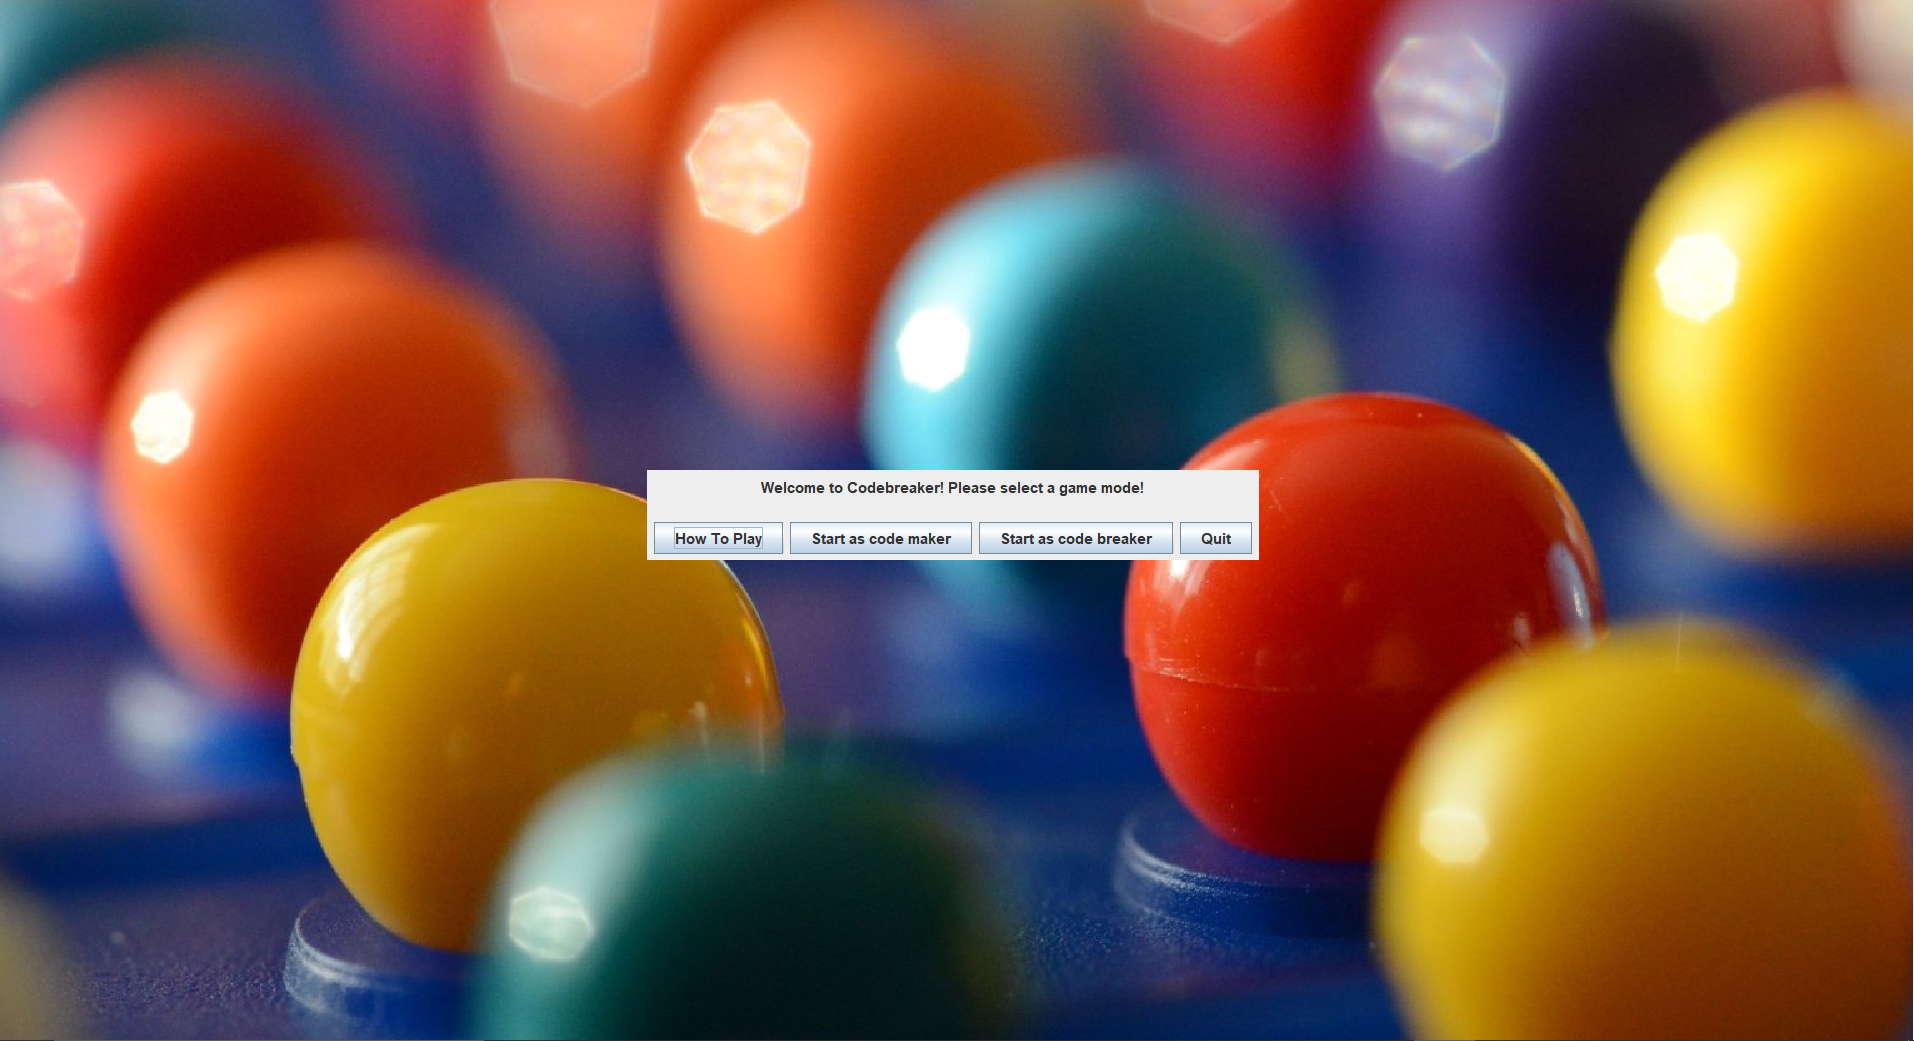 Welcome to Codebreaker! Please select a game mode!
How To Play Start as code maker Start as code breaker Quit